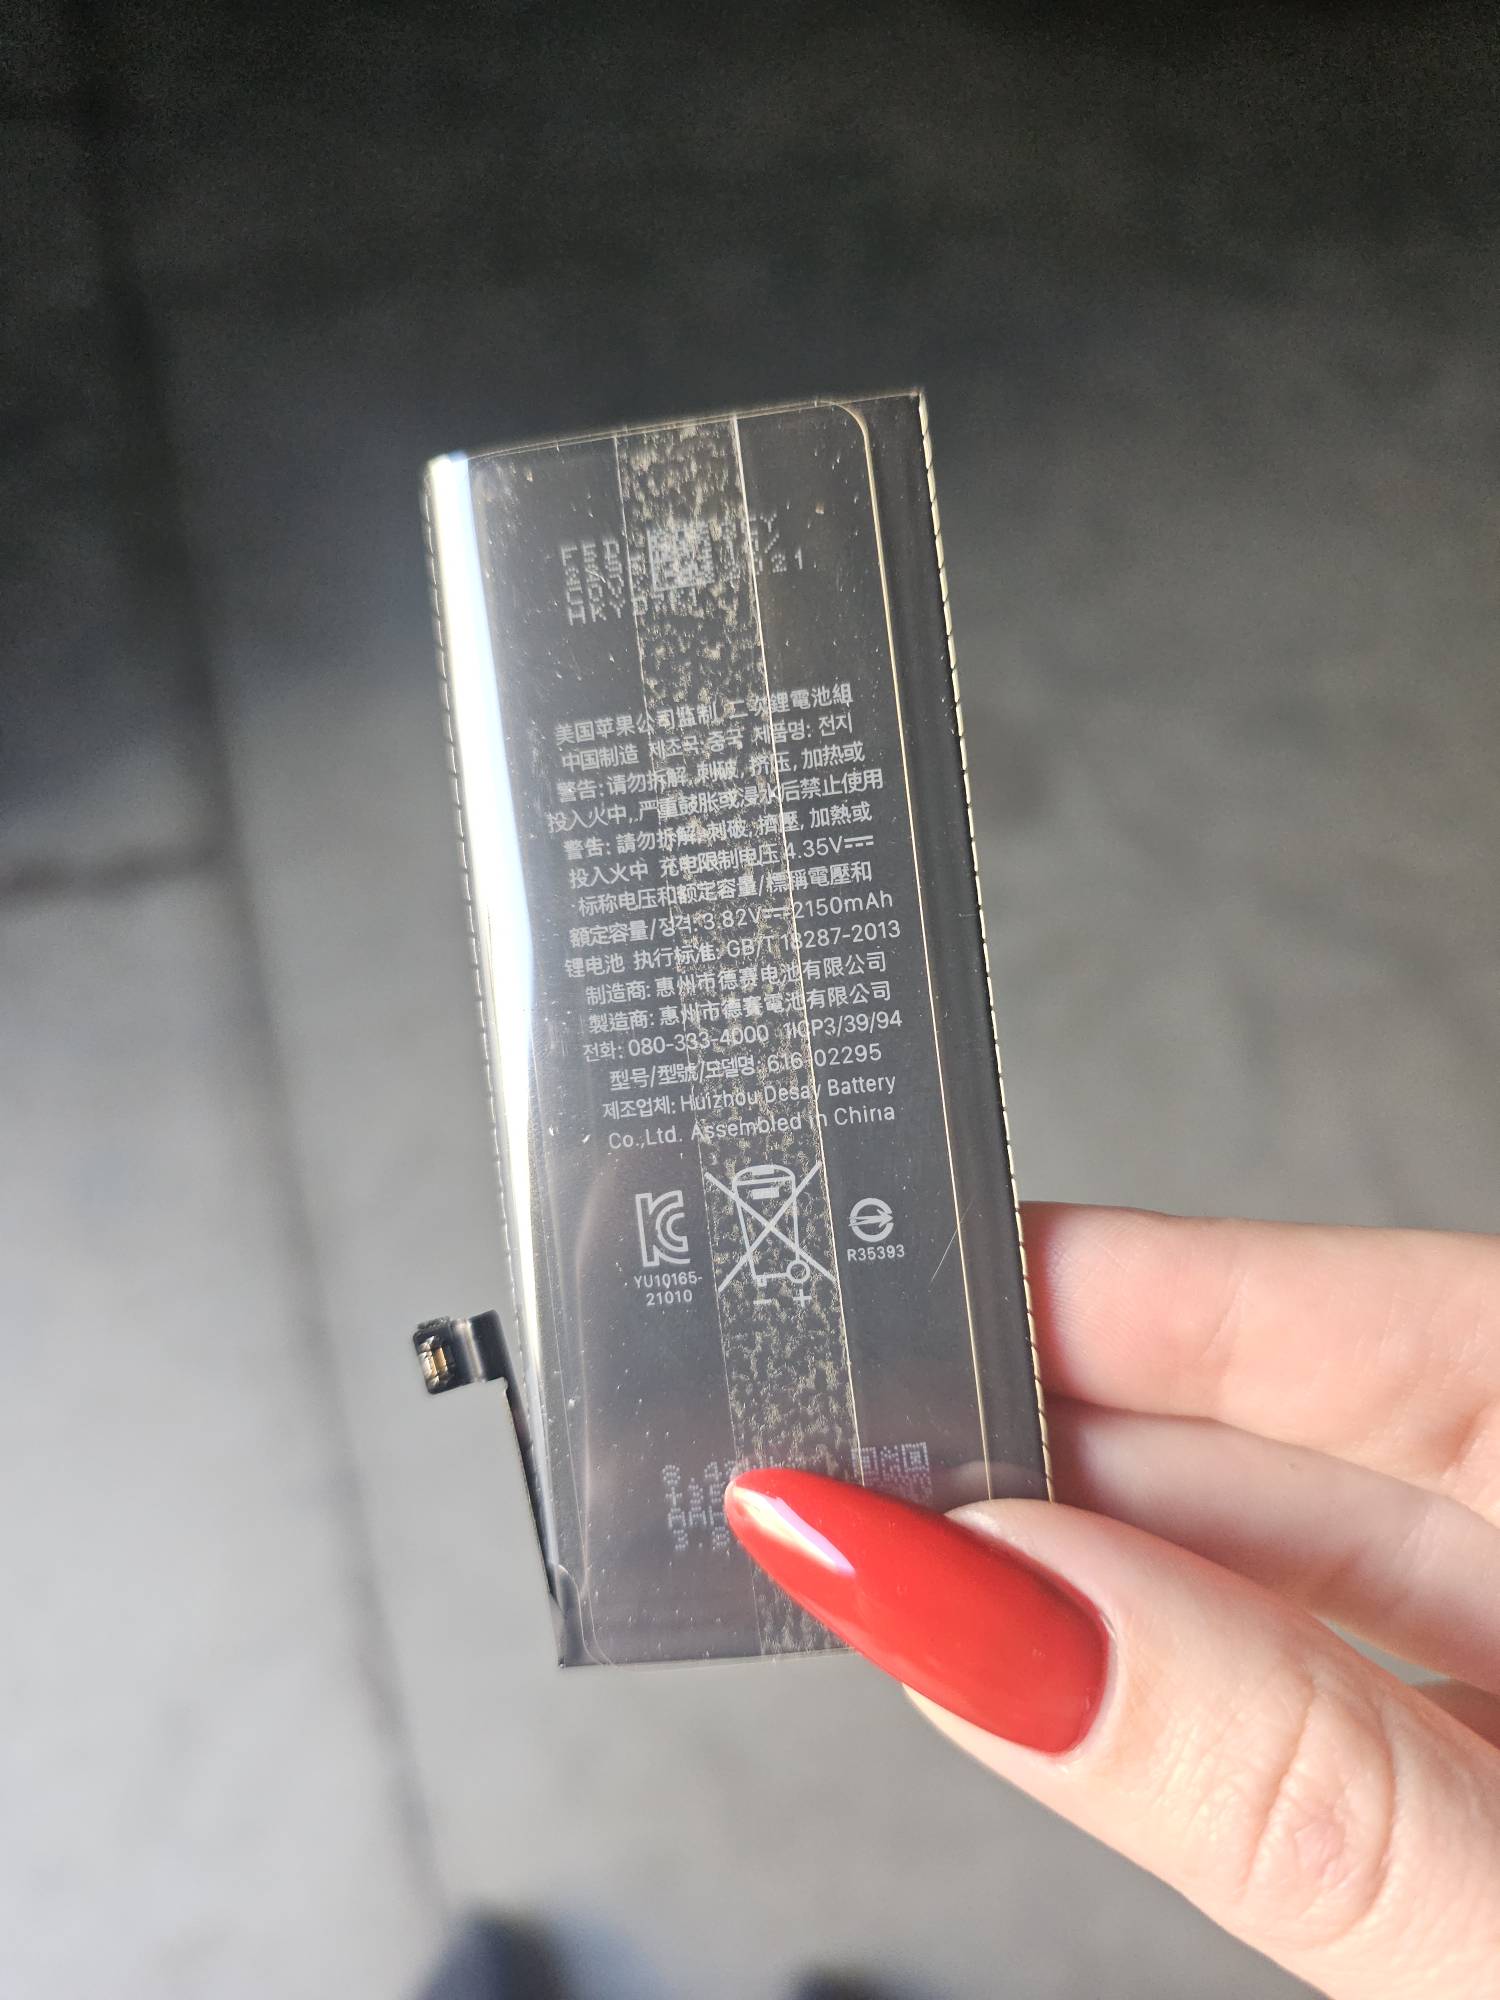 美国苹果公司监制 二次鋰電池組
中国制造 제조국:중국 제품명: 전지
警告: 请勿拆解, 刺破, 挤压, 加热或
投入火中, 严重鼓胀或浸水后禁止使用
警告: 請勿拆解, 刺破, 擠壓, 加熱或
投入火中 充电限制电压 4.35V⎓
标称电压和额定容量/標稱電壓和
額定容量/정격: 3.82V⎓ 2150mAh
锂电池 执行标准: GB/T 18287-2013
制造商: 惠州市德赛电池有限公司
製造商: 惠州市德賽電池有限公司
전화: 080-333-4000 1ICP3/39/94
型号/型號/모델명: 616-02295
제조업체: Huizhou Desay Battery
Co.,Ltd. Assembled in China
YU10165-
21010
R35393